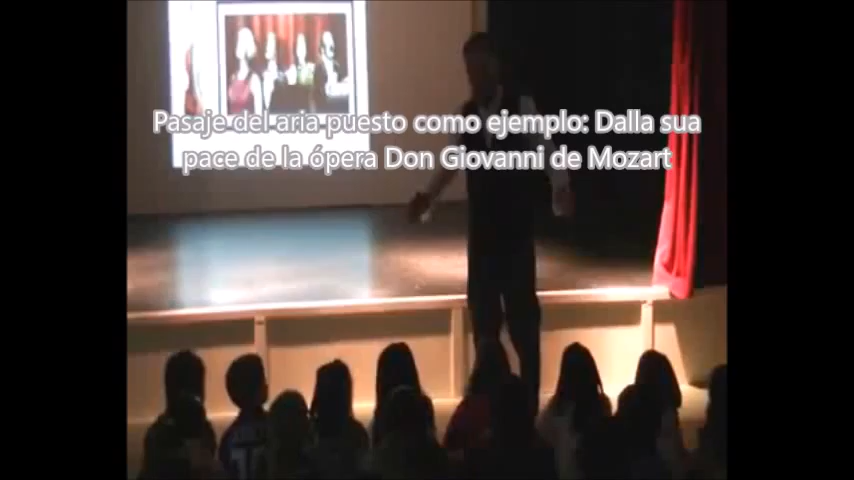 Pasaje del aria puesto como ejemplo: Dalla sua
pace de la ópera Don Giovanni de Mozart